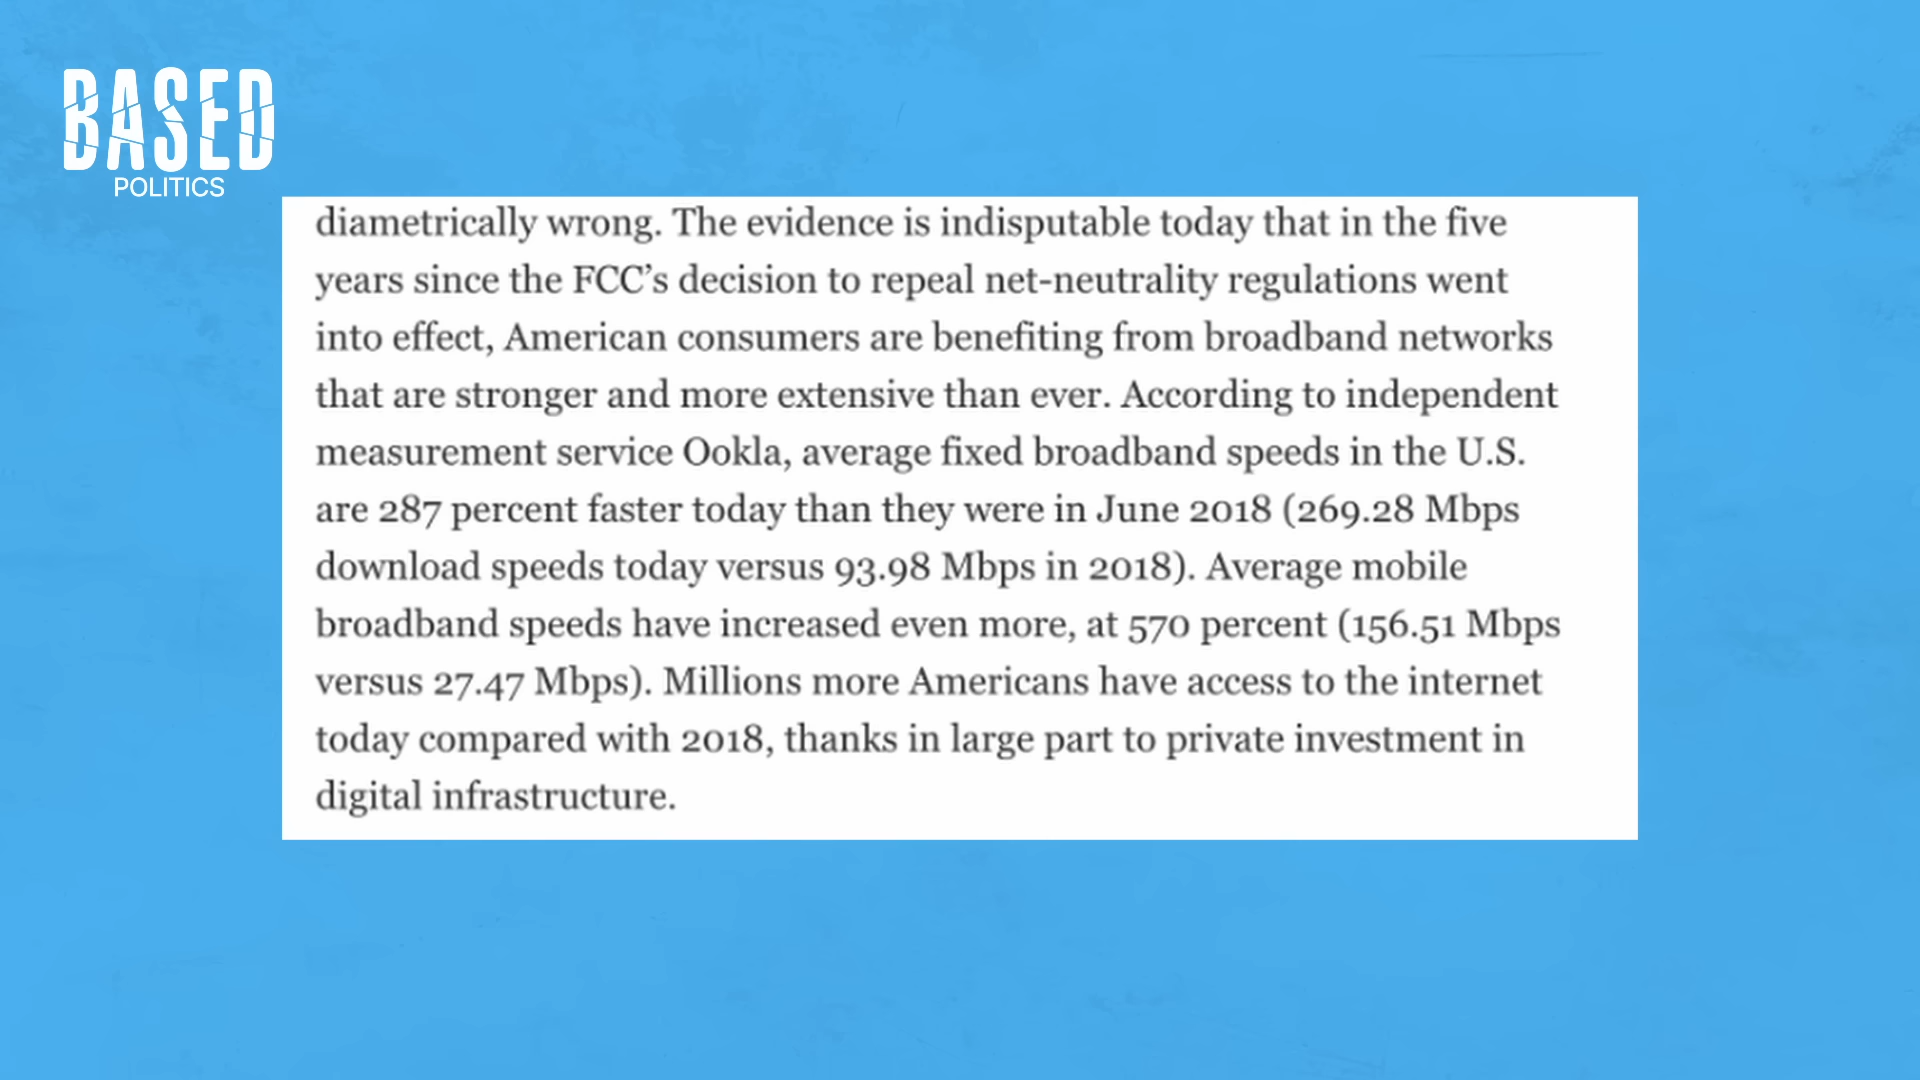 BASED
POLITICS
diametrically wrong. The evidence is indisputable today that in the five
years since the FCC’s decision to repeal net-neutrality regulations went
into effect, American consumers are benefiting from broadband networks
that are stronger and more extensive than ever. According to independent
measurement service Ookla, average fixed broadband speeds in the U.S.
are 287 percent faster today than they were in June 2018 (269.28 Mbps
download speeds today versus 93.98 Mbps in 2018). Average mobile
broadband speeds have increased even more, at 570 percent (156.51 Mbps
versus 27.47 Mbps). Millions more Americans have access to the internet
today compared with 2018, thanks in large part to private investment in
digital infrastructure.